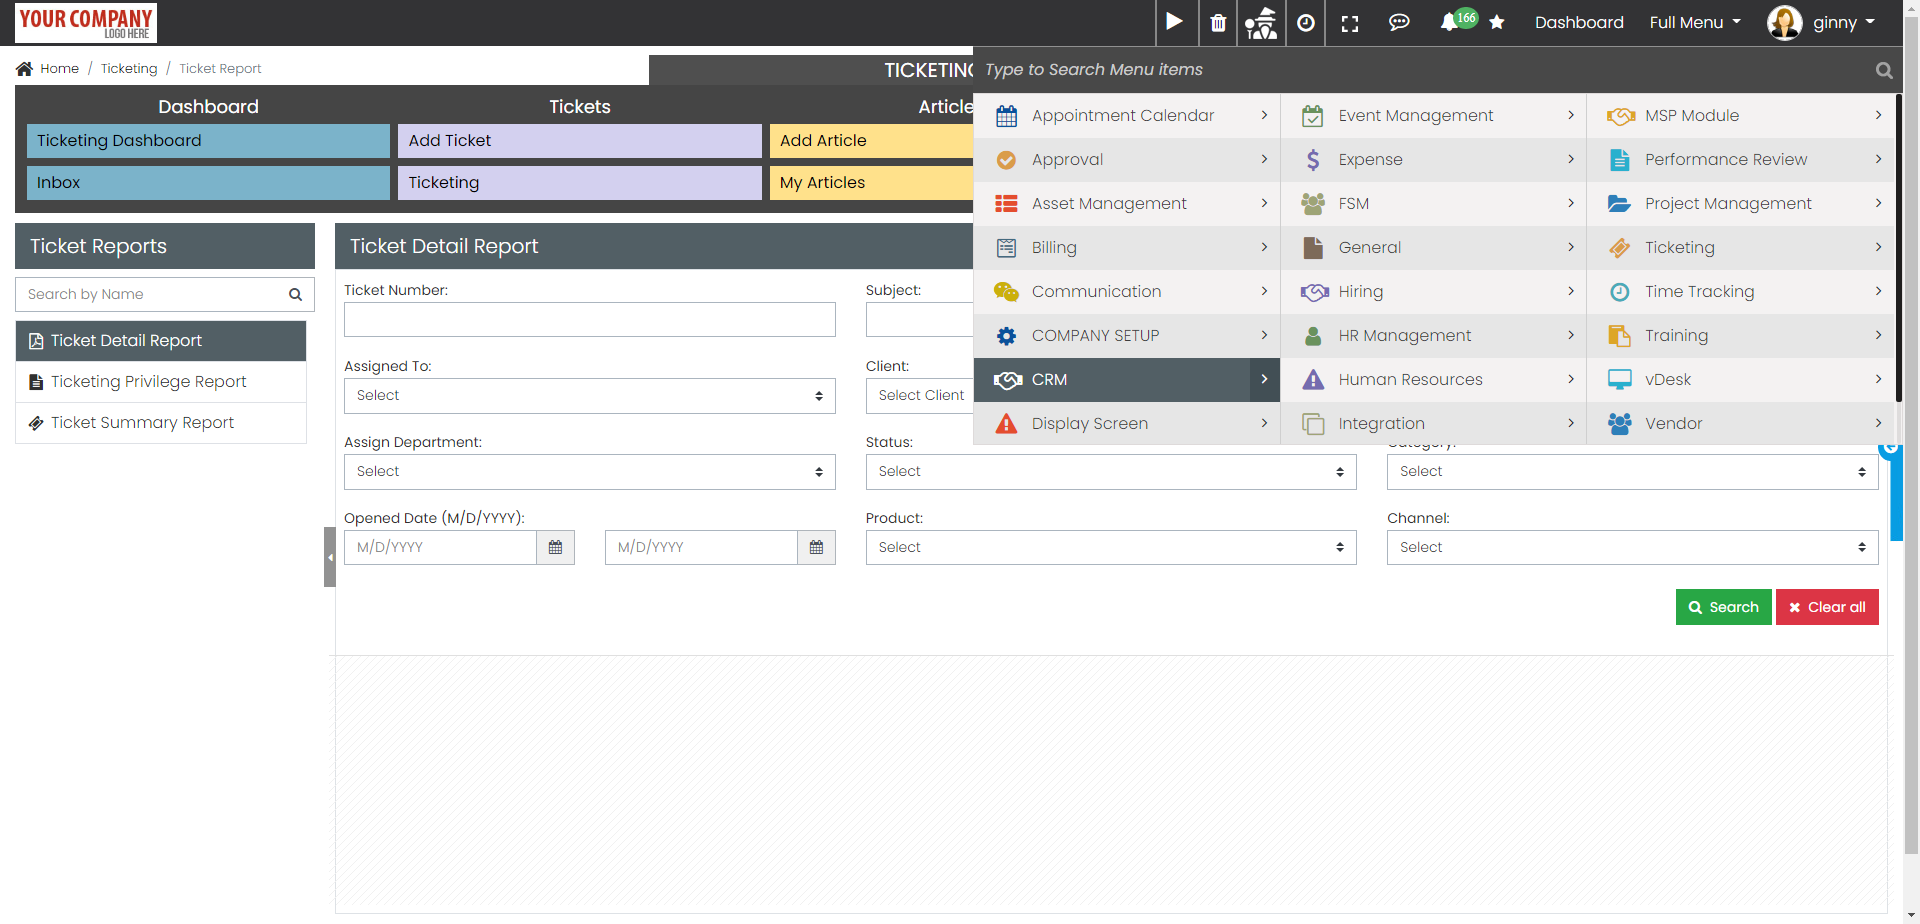 YOUR COMPANY
LOGO HERE
166
Dashboard
Full Menu
ginny
Home / Ticketing / Ticket Report
TICKETING
Type to Search Menu items
Dashboard
Tickets
Article
Ticketing Dashboard
Add Ticket
Add Article
Inbox
Ticketing
My Articles
Appointment Calendar
Event Management
MSP Module
Approval
Expense
Performance Review
Asset Management
FSM
Project Management
Billing
General
Ticketing
Communication
Hiring
Time Tracking
COMPANY SETUP
HR Management
Training
CRM
Human Resources
vDesk
Display Screen
Integration
Vendor
Ticket Reports
Search by Name
Ticket Detail Report
Ticketing Privilege Report
Ticket Summary Report
Ticket Detail Report
Ticket Number:
Subject:
Assigned To:
Client:
Select
Select Client
Assign Department:
Status:
Category:
Select
Select
Select
Opened Date (M/D/YYYY):
Product:
Channel:
M/D/YYYY
M/D/YYYY
Select
Select
Search
Clear all